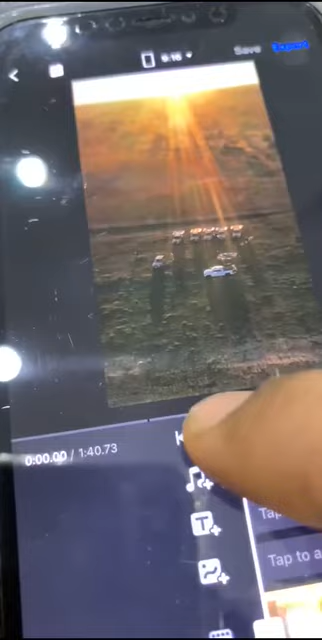 9:16
Save
Export
0:00.00 / 1:40.73
Tap
Tap to a